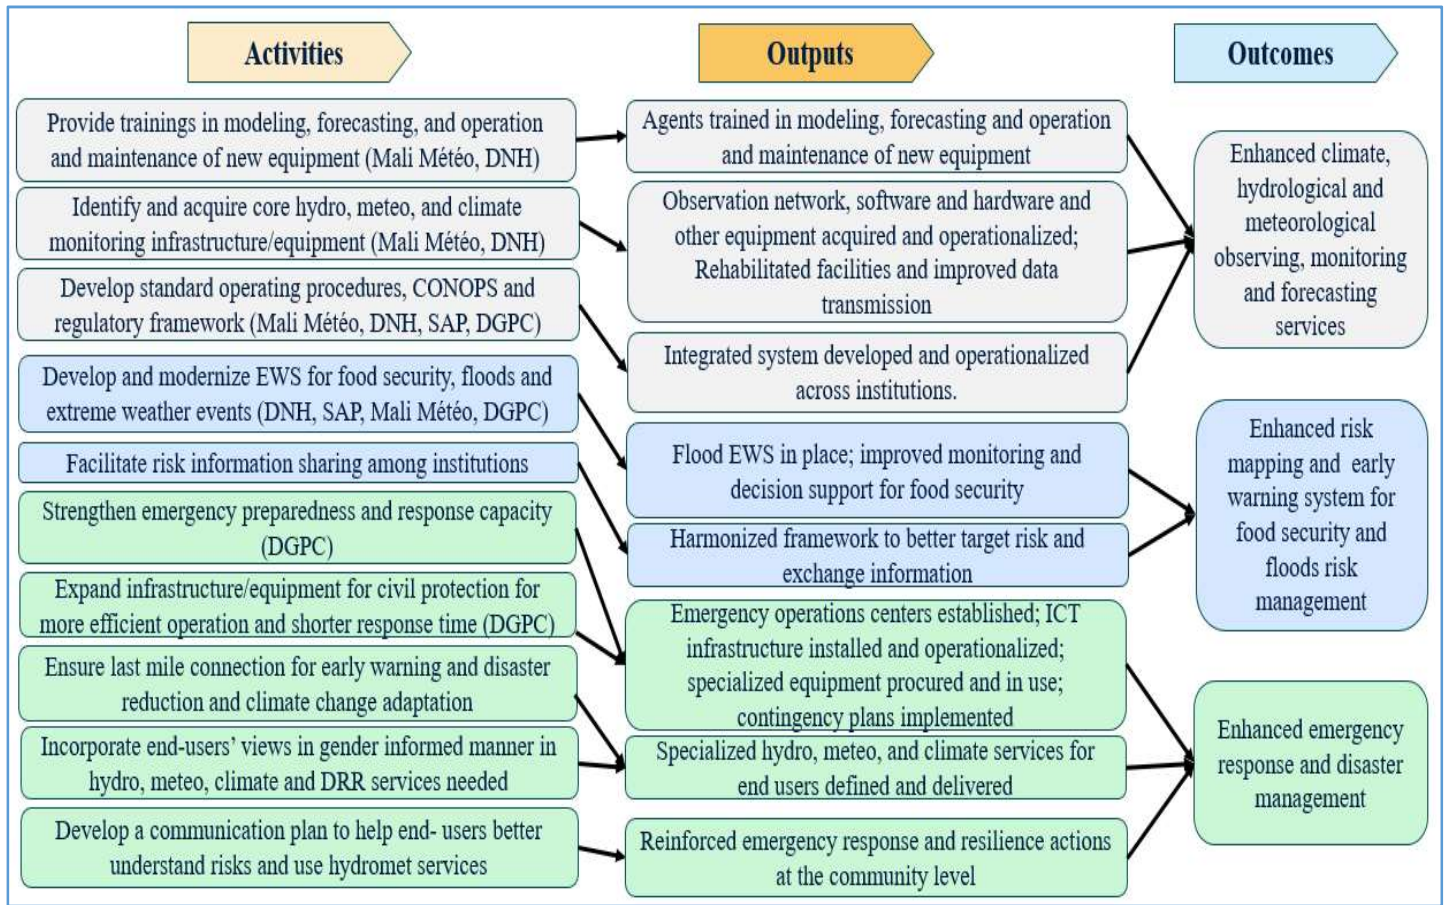 Activities
Outputs
Outcomes
Provide trainings in modeling, forecasting, and operation
and maintenance of new equipment (Mali Météo, DNH)
Identify and acquire core hydro, meteo, and climate
monitoring infrastructure/equipment (Mali Météo, DNH)
Develop standard operating procedures, CONOPS and
regulatory framework (Mali Météo, DNH, SAP, DGPC)
Develop and modernize EWS for food security, floods and
extreme weather events (DNH, SAP, Mali Météo, DGPC)
Facilitate risk information sharing among institutions
Strengthen emergency preparedness and response capacity
(DGPC)
Expand infrastructure/equipment for civil protection for
more efficient operation and shorter response time (DGPC)
Ensure last mile connection for early warning and disaster
reduction and climate change adaptation
Incorporate end-users’ views in gender informed manner in
hydro, meteo, climate and DRR services needed
Develop a communication plan to help end- users better
understand risks and use hydromet services
Agents trained in modeling, forecasting and operation
and maintenance of new equipment
Observation network, software and hardware and
other equipment acquired and operationalized;
Rehabilitated facilities and improved data
transmission
Integrated system developed and operationalized
across institutions.
Flood EWS in place; improved monitoring and
decision support for food security
Harmonized framework to better target risk and
exchange information
Emergency operations centers established; ICT
infrastructure installed and operationalized;
specialized equipment procured and in use;
contingency plans implemented
Specialized hydro, meteo, and climate services for
end users defined and delivered
Reinforced emergency response and resilience actions
at the community level
Enhanced climate,
hydrological and
meteorological
observing, monitoring
and forecasting
services
Enhanced risk
mapping and early
warning system for
food security and
floods risk
management
Enhanced emergency
response and disaster
management